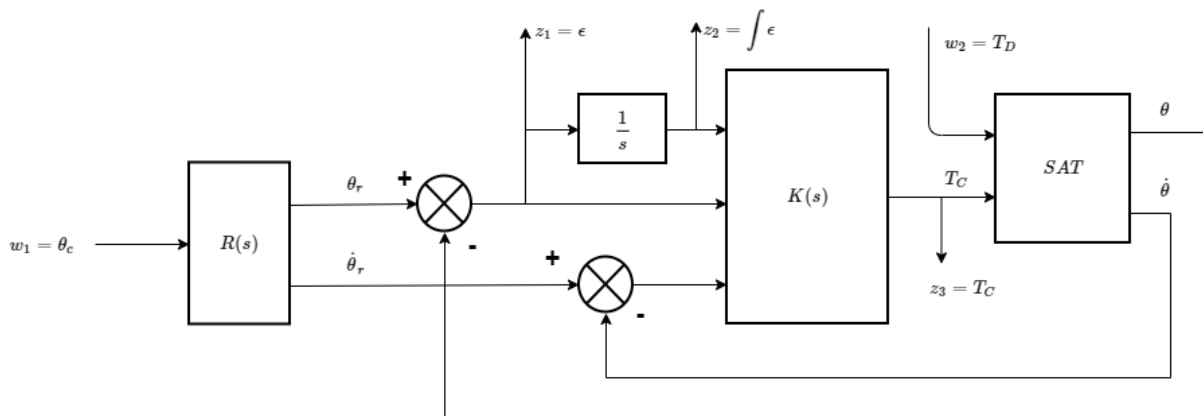 z₁ = ϵ
z₂ = ∫ ϵ
w₂ = T_D
1/s
θ
SAT
θ_r
+
K(s)
T_C
θ̇
w₁ = θ_c
R(s)
-
θ̇_r
+
z₃ = T_C
-